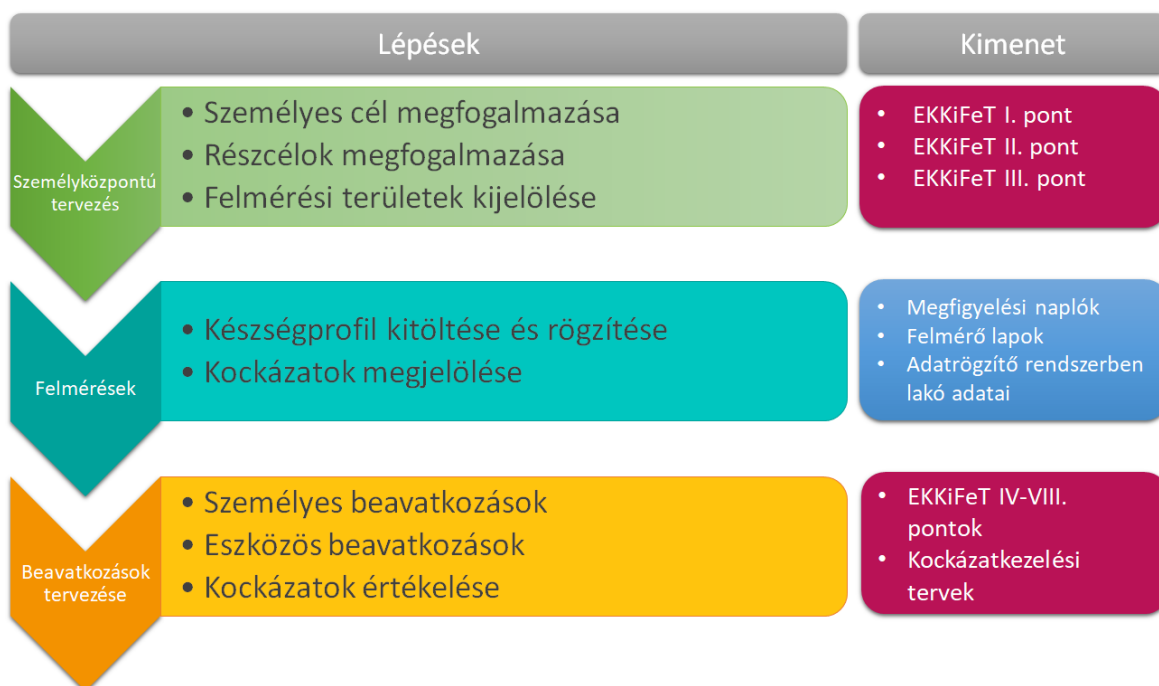 Lépések
Kimenet
Személyközpontú
tervezés
• Személyes cél megfogalmazása
• Részcélok megfogalmazása
• Felmérési területek kijelölése
• EKKiFeT I. pont
• EKKiFeT II. pont
• EKKiFeT III. pont
Felmérések
• Készségprofil kitöltése és rögzítése
• Kockázatok megjelölése
• Megfigyelési naplók
• Felmérő lapok
• Adatrögzítő rendszerben
lakó adatai
Beavatkozások
tervezése
• Személyes beavatkozások
• Eszközös beavatkozások
• Kockázatok értékelése
• EKKiFeT IV-VIII.
pontok
• Kockázatkezelési
tervek